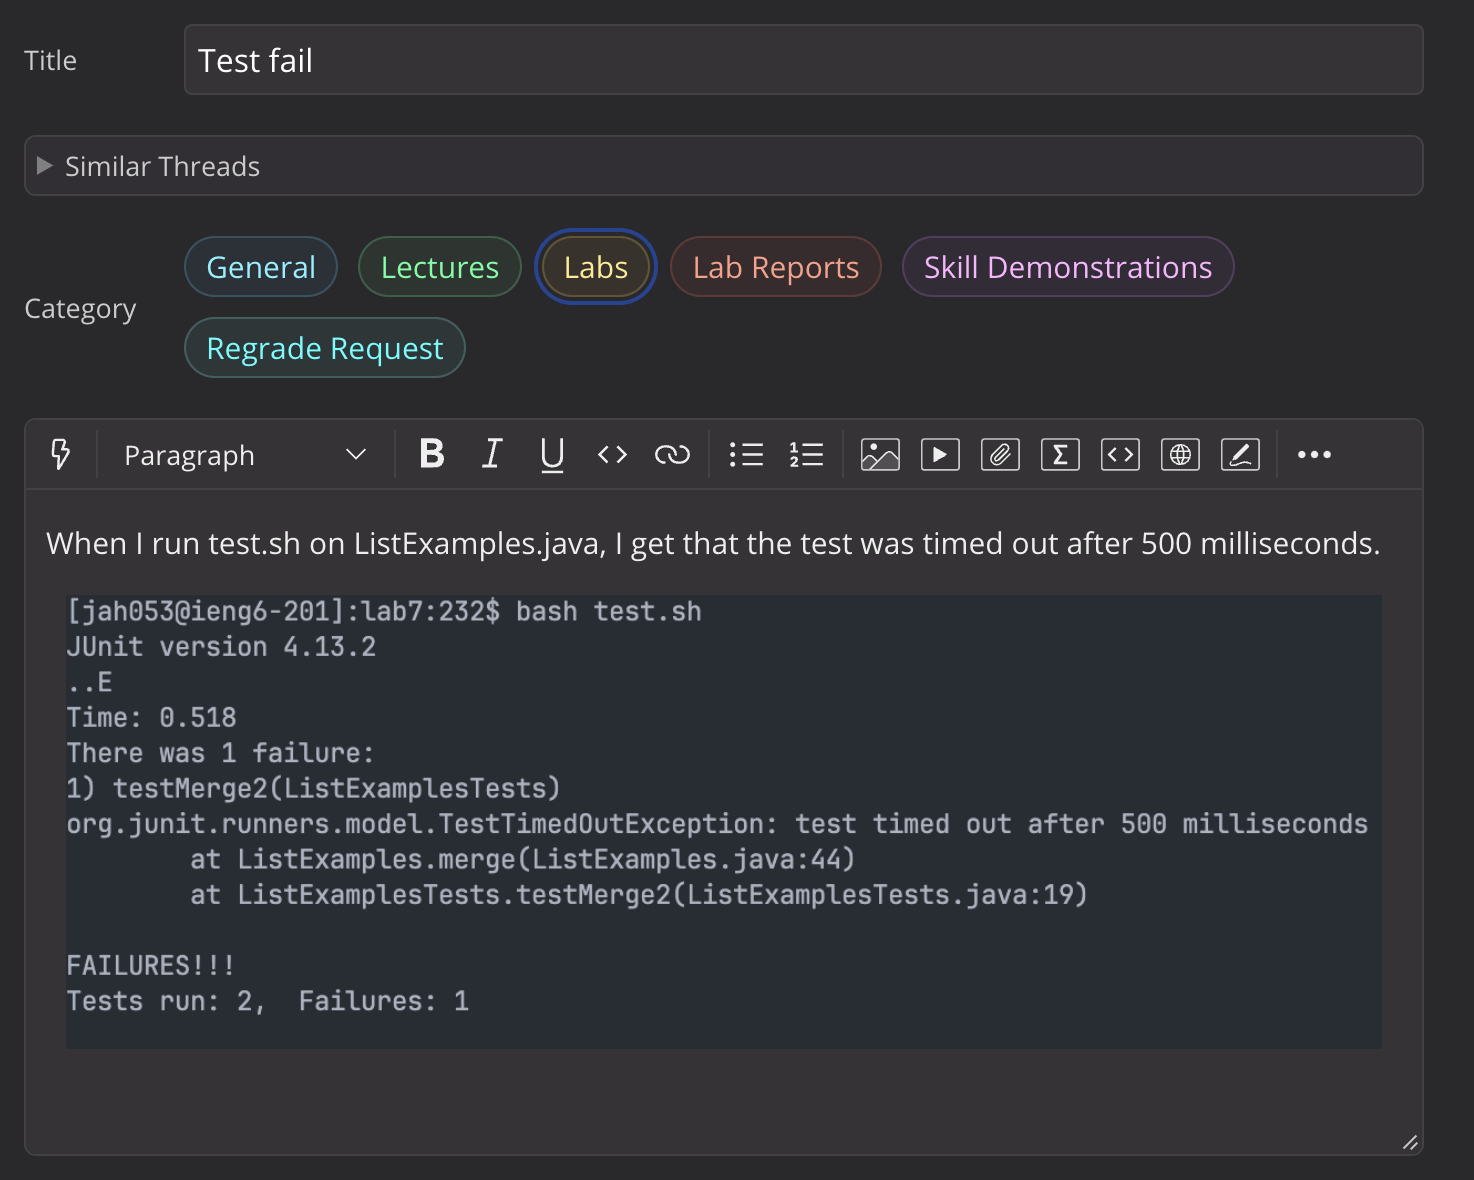 Title
Test fail
Similar Threads
Category
General Lectures Labs Lab Reports Skill Demonstrations
Regrade Request
Paragraph
When I run test.sh on ListExamples.java, I get that the test was timed out after 500 milliseconds.
[jah053@ieng6-201]:lab7:232$ bash test.sh
JUnit version 4.13.2
..E
Time: 0.518
There was 1 failure:
1) testMerge2(ListExamplesTests)
org.junit.runners.model.TestTimedOutException: test timed out after 500 milliseconds
        at ListExamples.merge(ListExamples.java:44)
        at ListExamplesTests.testMerge2(ListExamplesTests.java:19)
FAILURES!!!
Tests run: 2,  Failures: 1